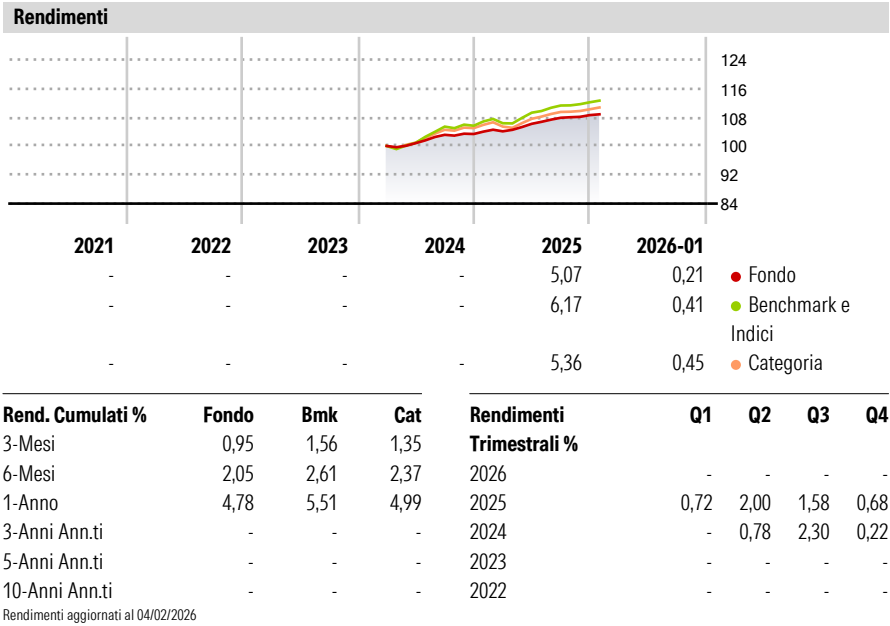 Rendimenti
124
116
108
100
92
84
2021 2022 2023 2024 2025 2026-01
- - - - 5,07 0,21 Fondo
- - - - 6,17 0,41 Benchmark e
Indici
- - - - 5,36 0,45 Categoria
Rend. Cumulati % Fondo Bmk Cat
3-Mesi 0,95 1,56 1,35
6-Mesi 2,05 2,61 2,37
1-Anno 4,78 5,51 4,99
3-Anni Ann.ti - - -
5-Anni Ann.ti - - -
10-Anni Ann.ti - - -
Rendimenti Q1 Q2 Q3 Q4
Trimestrali %
2026 - - - -
2025 0,72 2,00 1,58 0,68
2024 - 0,78 2,30 0,22
2023 - - - -
2022 - - - -
Rendimenti aggiornati al 04/02/2026